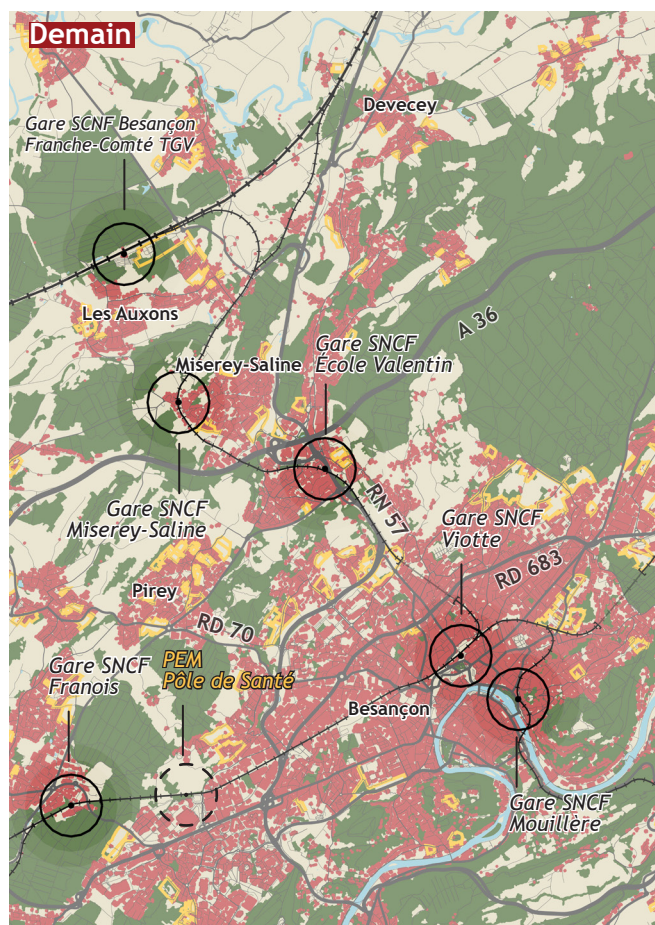 Demain
Devecey
Gare SCNF Besançon
Franche-Comté TGV
Les Auxons
A 36
Gare SNCF
École Valentin
Miserey-Saline
Gare SNCF
Miserey-Saline
RN 57
Gare SNCF
Viotte
RD 683
Pirey
RD 70
Gare SNCF
Franois
PEM
Pôle de Santé
Besançon
Gare SNCF
Mouillère